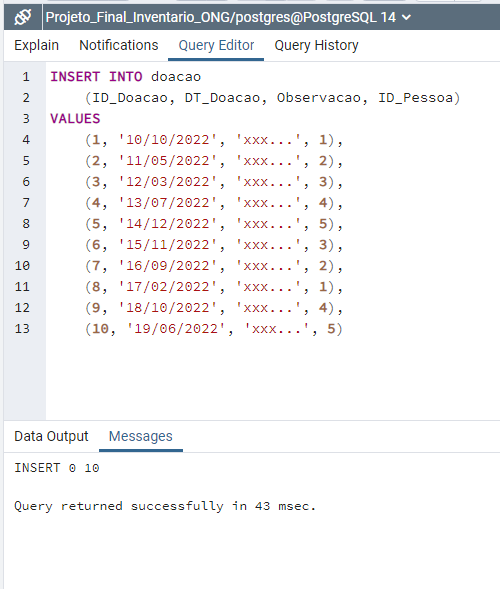 Projeto_Final_Inventario_ONG/postgres@PostgreSQL 14
Explain Notifications Query Editor Query History
1 INSERT INTO doacao
2 (ID_Doacao, DT_Doacao, Observacao, ID_Pessoa)
3 VALUES
4 (1, '10/10/2022', 'xxx...', 1),
5 (2, '11/05/2022', 'xxx...', 2),
6 (3, '12/03/2022', 'xxx...', 3),
7 (4, '13/07/2022', 'xxx...', 4),
8 (5, '14/12/2022', 'xxx...', 5),
9 (6, '15/11/2022', 'xxx...', 3),
10 (7, '16/09/2022', 'xxx...', 2),
11 (8, '17/02/2022', 'xxx...', 1),
12 (9, '18/10/2022', 'xxx...', 4),
13 (10, '19/06/2022', 'xxx...', 5)
Data Output Messages
INSERT 0 10
Query returned successfully in 43 msec.